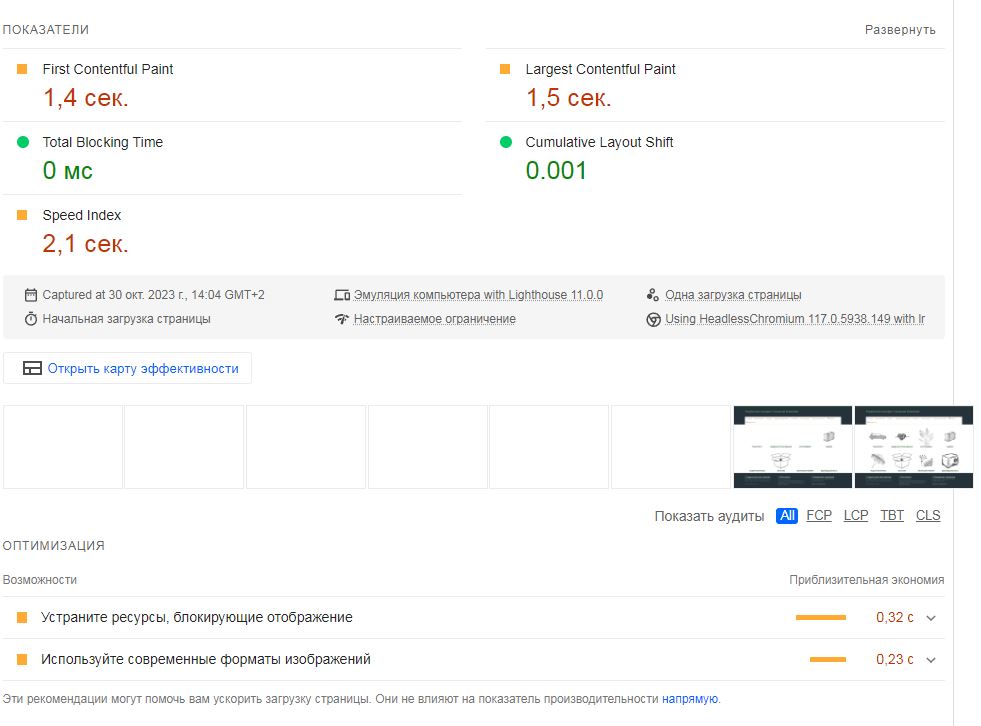 ПОКАЗАТЕЛИ Развернуть
First Contentful Paint Largest Contentful Paint
1,4 сек. 1,5 сек.
Total Blocking Time Cumulative Layout Shift
0 мс 0.001
Speed Index
2,1 сек.
Captured at 30 окт. 2023 г., 14:04 GMT+2 Эмуляция компьютера with Lighthouse 11.0.0 Одна загрузка страницы
Начальная загрузка страницы Настраиваемое ограничение Using HeadlessChromium 117.0.5938.149 with lr
Открыть карту эффективности
Показать аудиты All FCP LCP TBT CLS
ОПТИМИЗАЦИЯ
Возможности Приблизительная экономия
Устраните ресурсы, блокирующие отображение 0,32 с
Используйте современные форматы изображений 0,23 с
Эти рекомендации могут помочь вам ускорить загрузку страницы. Они не влияют на показатель производительности напрямую.